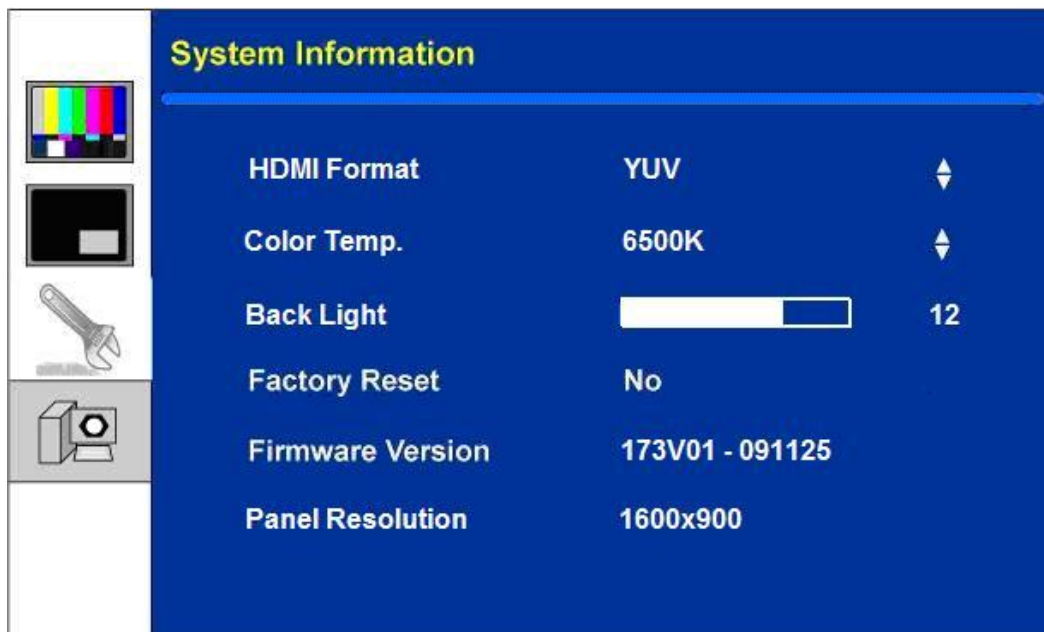 System Information
HDMI Format YUV
Color Temp. 6500K
Back Light 12
Factory Reset No
Firmware Version 173V01 - 091125
Panel Resolution 1600x900